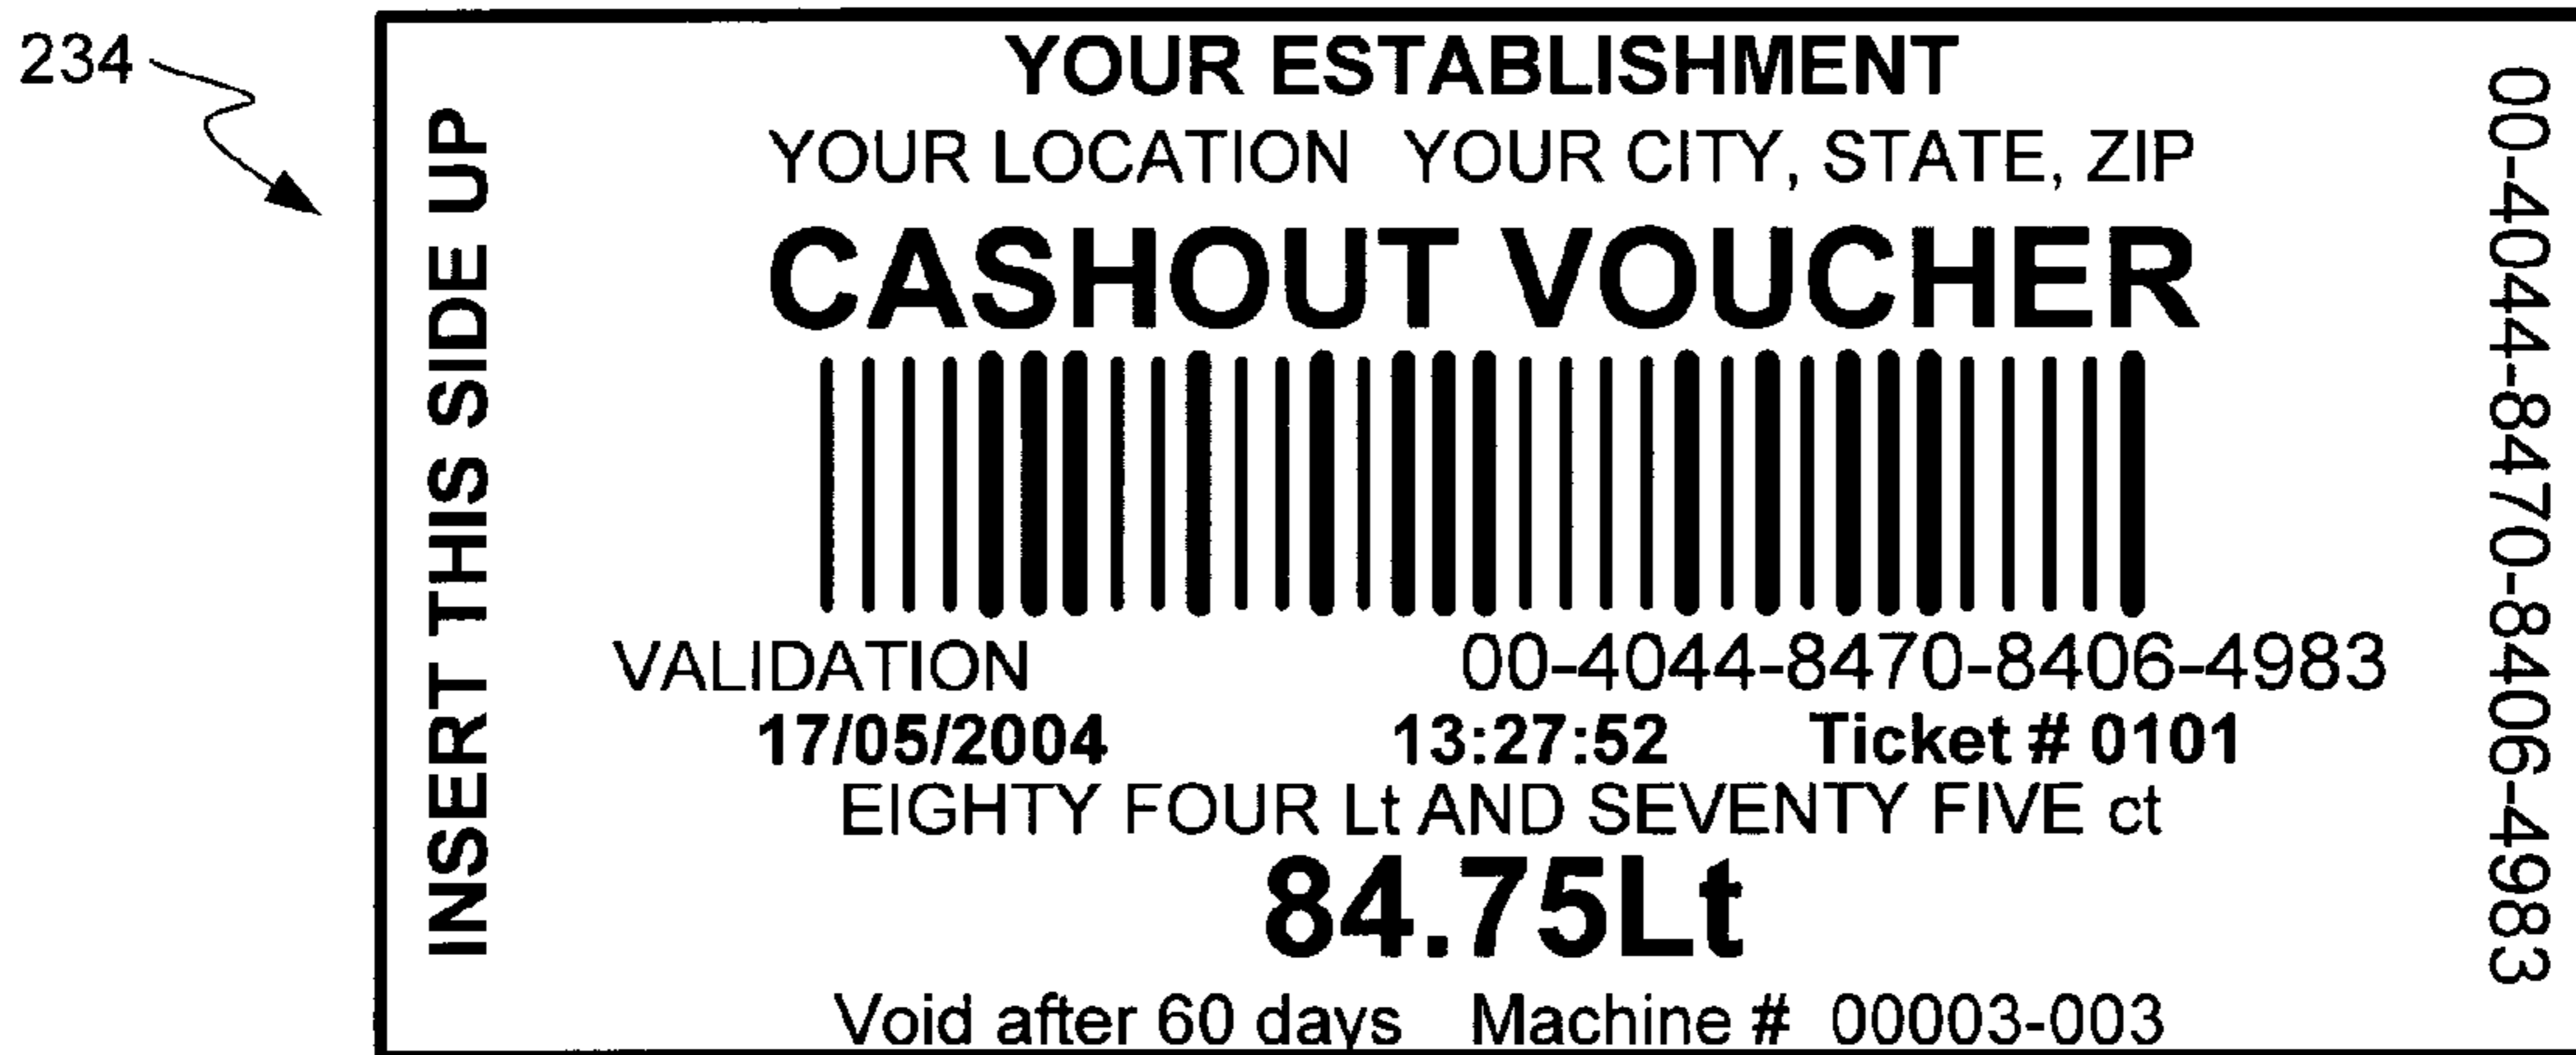 234
INSERT THIS SIDE UP
YOUR ESTABLISHMENT
YOUR LOCATION YOUR CITY, STATE, ZIP
CASHOUT VOUCHER
VALIDATION 00-4044-8470-8406-4983
17/05/2004 13:27:52 Ticket # 0101
EIGHTY FOUR Lt AND SEVENTY FIVE ct
84.75Lt
Void after 60 days Machine # 00003-003
00-4044-8470-8406-4983